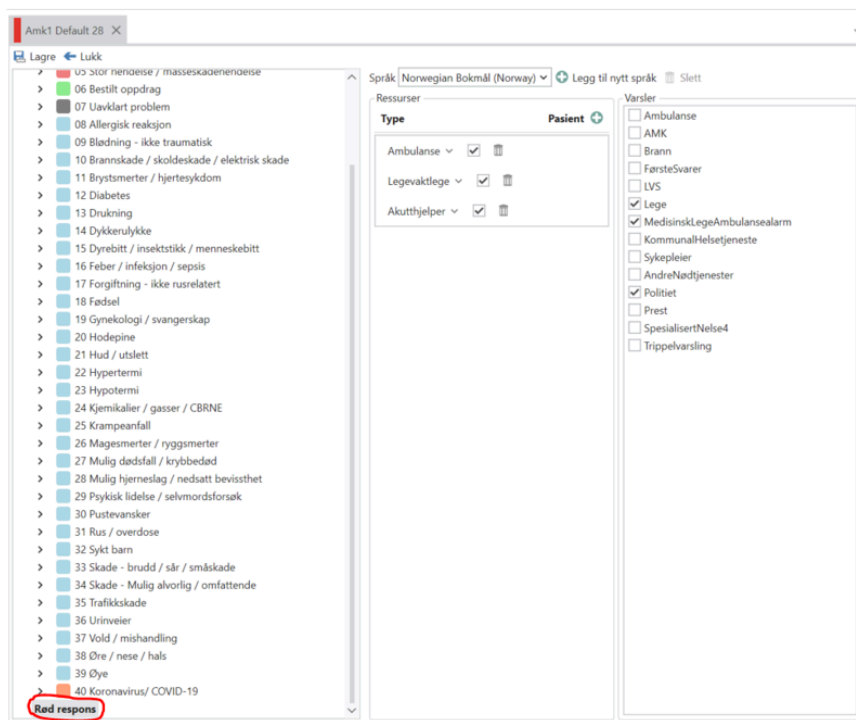 Amk1 Default 28
Lagre Lukk
05 Stor hendelse / masseskadehendelse
06 Bestilt oppdrag
07 Uavklart problem
08 Allergisk reaksjon
09 Blødning - ikke traumatisk
10 Brannskade / skoldeskade / elektrisk skade
11 Brystsmerter / hjertesykdom
12 Diabetes
13 Drukning
14 Dykkerulykke
15 Dyrebitt / insektstikk / menneskebitt
16 Feber / infeksjon / sepsis
17 Forgiftning - ikke rusrelatert
18 Fødsel
19 Gynekologi / svangerskap
20 Hodepine
21 Hud / utslett
22 Hypertermi
23 Hypotermi
24 Kjemikalier / gasser / CBRNE
25 Krampeanfall
26 Magesmerter / ryggsmerter
27 Mulig dødsfall / krybbedød
28 Mulig hjerneslag / nedsatt bevissthet
29 Psykisk lidelse / selvmordsforsøk
30 Pustevansker
31 Rus / overdose
32 Sykt barn
33 Skade - brudd / sår / småskade
34 Skade - Mulig alvorlig / omfattende
35 Trafikkskade
36 Urinveier
37 Vold / mishandling
38 Øre / nese / hals
39 Øye
40 Koronavirus/ COVID-19
Rød respons
Språk Norwegian Bokmål (Norway) Legg til nytt språk Slett
Ressurser
Type Pasient
Ambulanse
Legevaktlege
Akutthjelper
Varsler
Ambulanse
AMK
Brann
FørsteSvarer
LVS
Lege
MedisinskLegeAmbulansealarm
KommunalHelsetjeneste
Sykepleier
AndreNødtjenester
Politiet
Prest
SpesialisertNelse4
Trippelvarsling